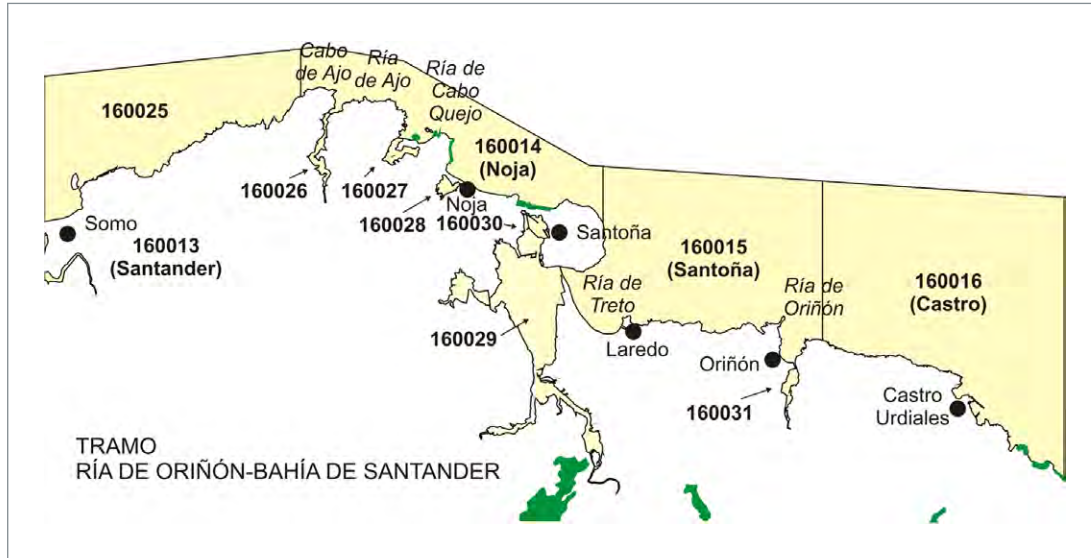 Cabo
de Ajo
Ría
de Ajo
Ría de
Cabo
Quejo
160025
160014
(Noja)
160026
160027
160028
Noja
160030
Santoña
Somo
160013
(Santander)
160015
(Santoña)
160016
(Castro)
Ría de
Treto
Ría de
Oriñón
160029
Laredo
Oriñón
160031
Castro
Urdiales
TRAMO
RÍA DE ORIÑÓN-BAHÍA DE SANTANDER